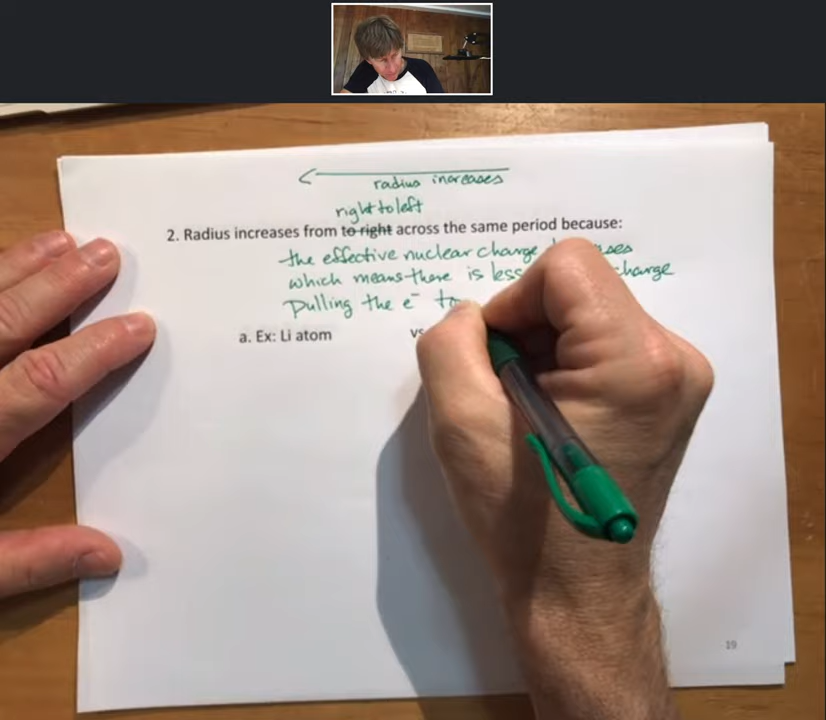 radius increases
right to left
2. Radius increases from to right across the same period because:
the effective nuclear charge
which means there is less charge
pulling the e⁻
a. Ex: Li atom vs
19